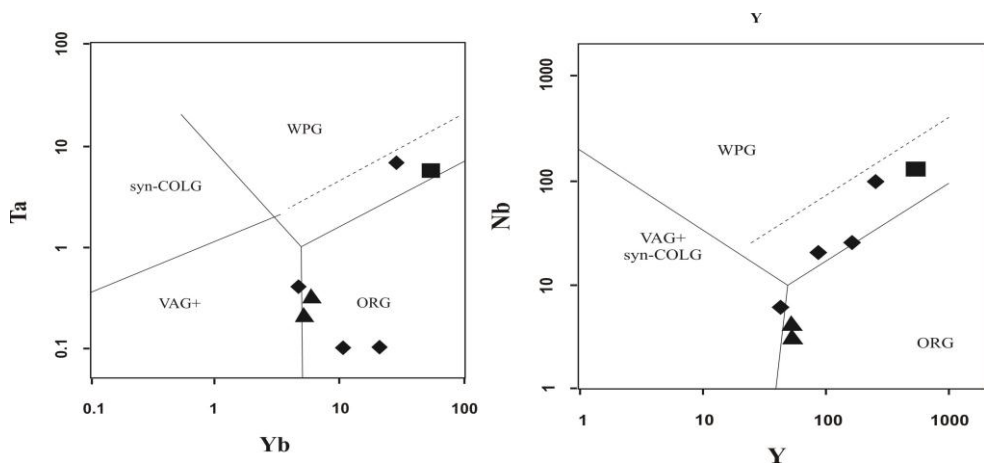 Y
100
10
1
0.1
Ta
WPG
syn-COLG
VAG+
ORG
0.1 1 10 100
Yb
1000
100
10
1
Nb
WPG
VAG+
syn-COLG
ORG
1 10 100 1000
Y